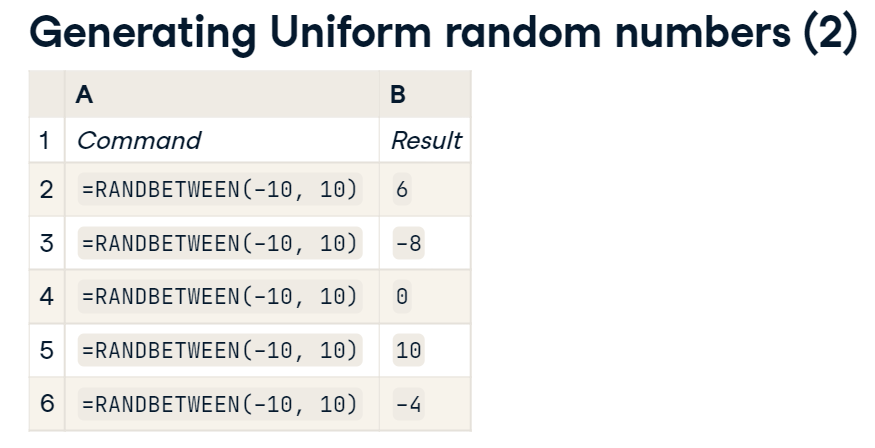 Generating Uniform random numbers (2)
A B
1 Command Result
2 =RANDBETWEEN(-10, 10) 6
3 =RANDBETWEEN(-10, 10) -8
4 =RANDBETWEEN(-10, 10) 0
5 =RANDBETWEEN(-10, 10) 10
6 =RANDBETWEEN(-10, 10) -4